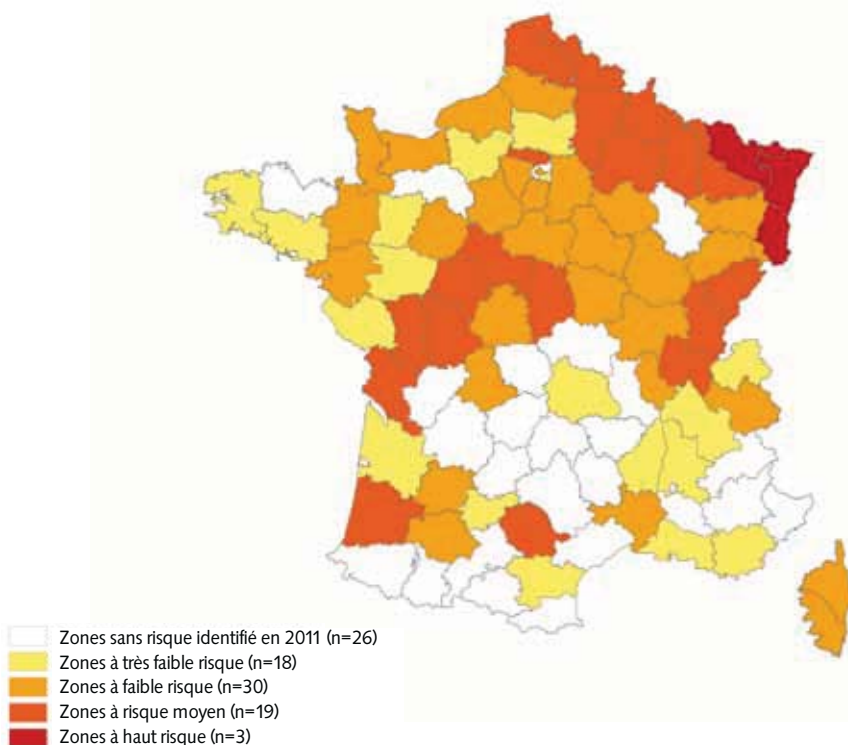 Zones sans risque identifié en 2011 (n=26)
Zones à très faible risque (n=18)
Zones à faible risque (n=30)
Zones à risque moyen (n=19)
Zones à haut risque (n=3)